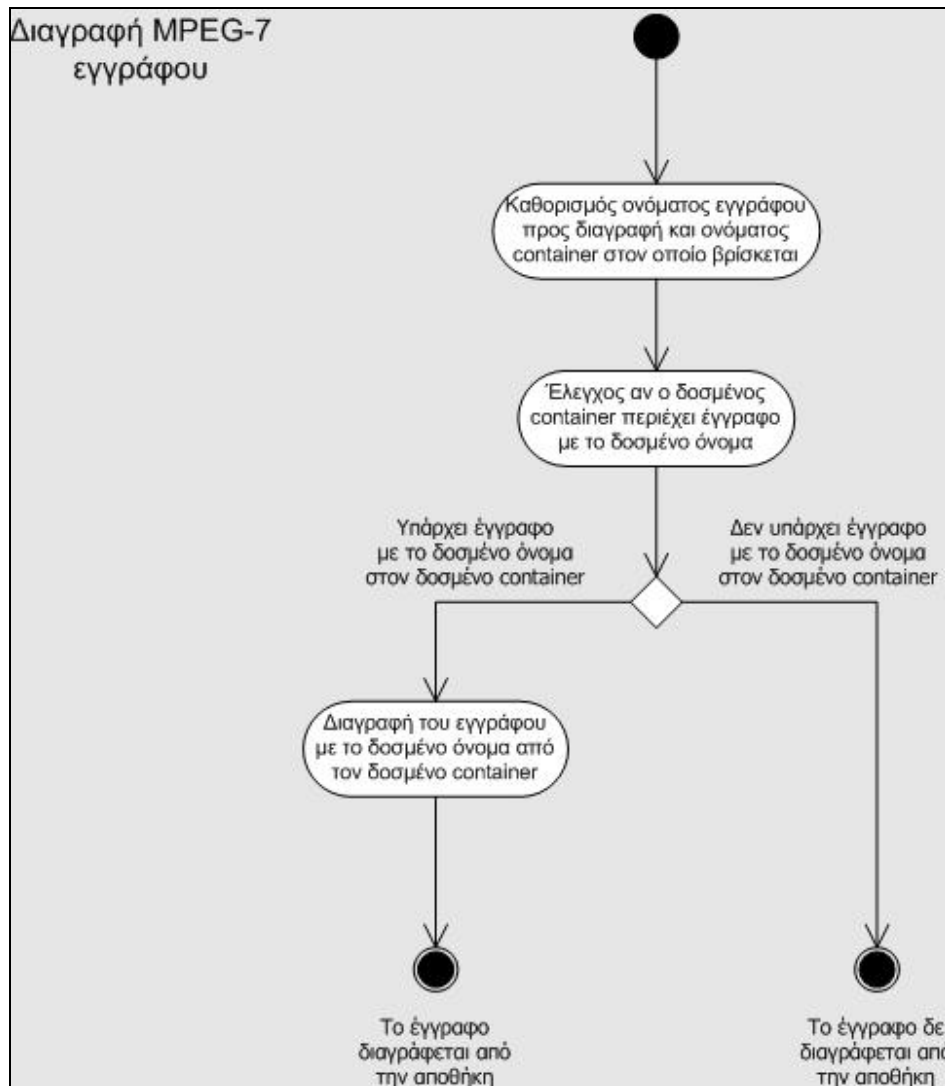 Διαγραφή MPEG-7
εγγράφου
Καθορισμός ονόματος εγγράφου
προς διαγραφή και ονόματος
container στον οποίο βρίσκεται
Έλεγχος αν ο δοσμένος
container περιέχει έγγραφο
με το δοσμένο όνομα
Υπάρχει έγγραφο
με το δοσμένο όνομα
στον δοσμένο container
Δεν υπάρχει έγγραφο
με το δοσμένο όνομα
στον δοσμένο container
Διαγραφή του εγγράφου
με το δοσμένο όνομα από
τον δοσμένο container
Το έγγραφο
διαγράφεται από
την αποθήκη
Το έγγραφο δε
διαγράφεται από
την αποθήκη